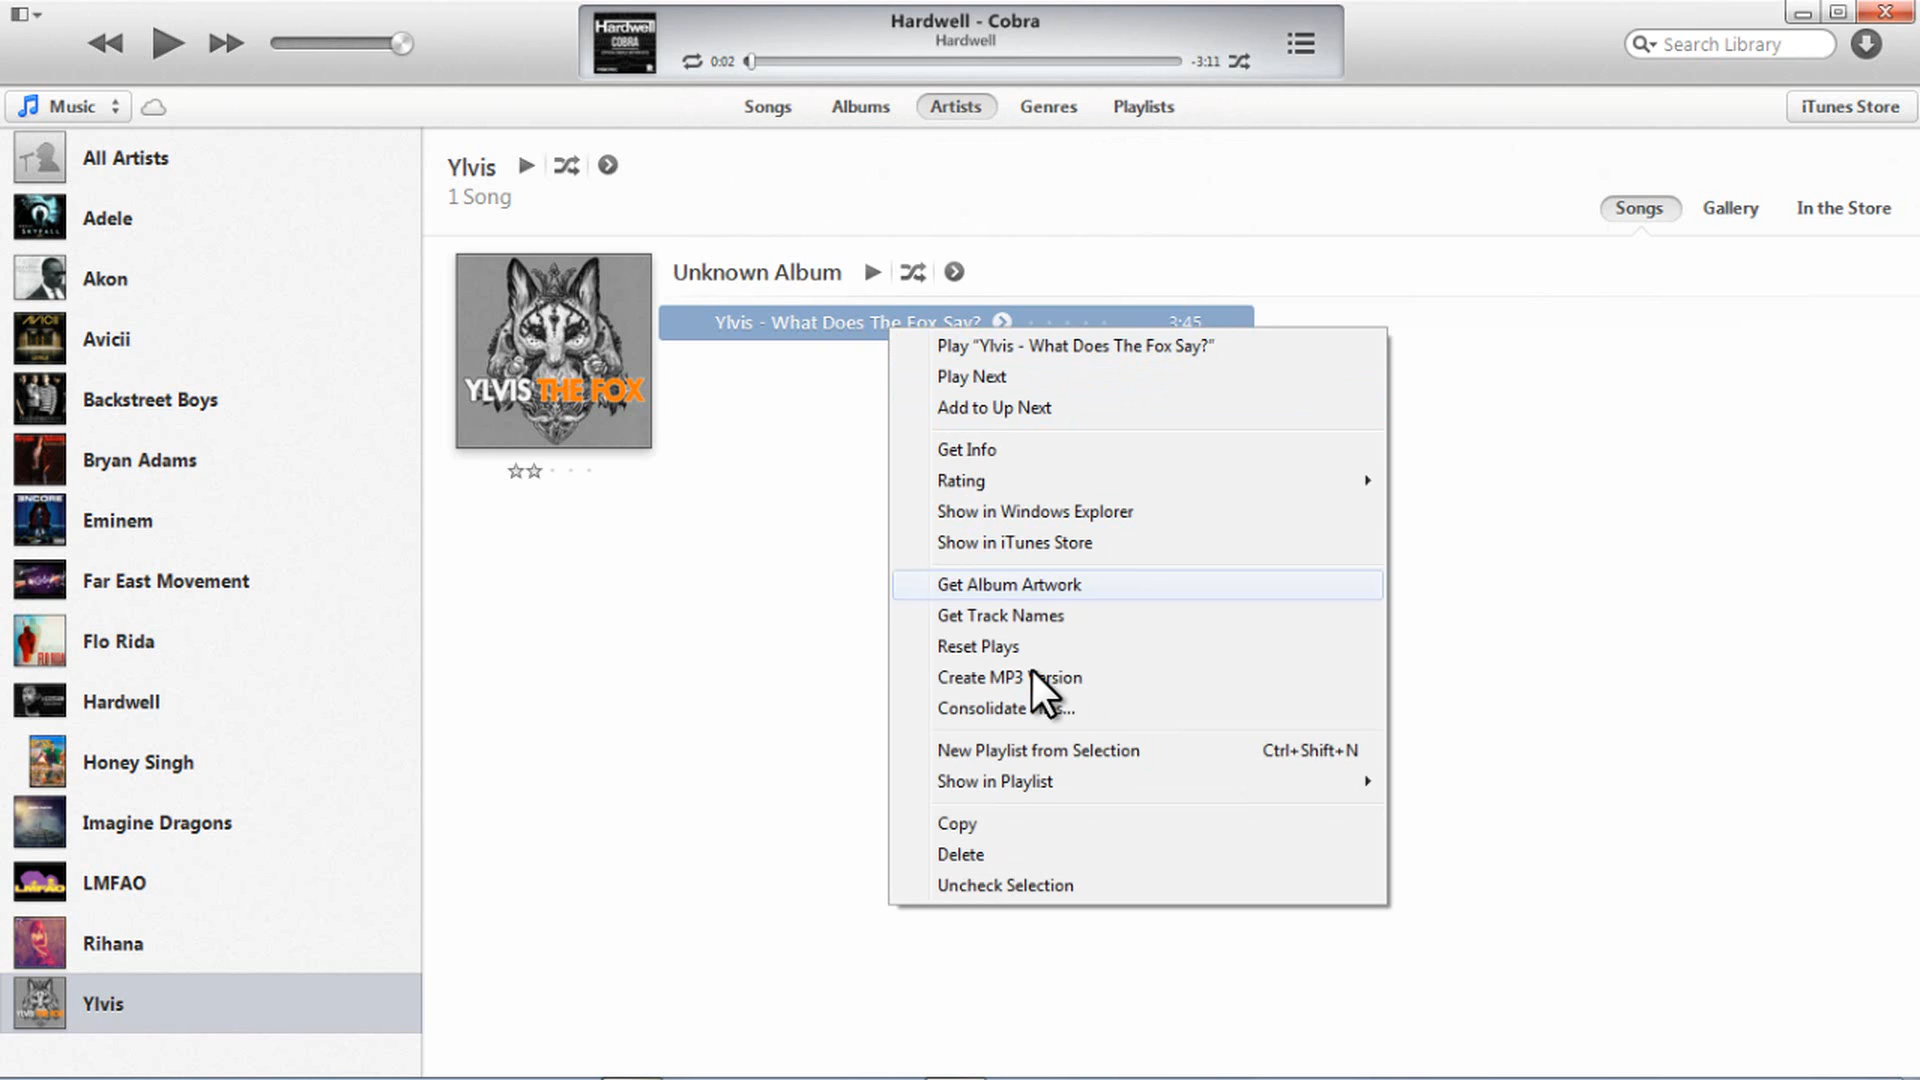 Hardwell - Cobra
Hardwell
0:02
-3:11
Search Library
Hardwell
COBRA
Music
Songs
Albums
Artists
Genres
Playlists
iTunes Store
All Artists
Adele
Akon
Avicii
Backstreet Boys
Bryan Adams
Eminem
Far East Movement
Flo Rida
Hardwell
Honey Singh
Imagine Dragons
LMFAO
Rihana
Ylvis
Ylvis
1 Song
Songs
Gallery
In the Store
YLVIS THE FOX
Unknown Album
Ylvis - What Does The Fox Say?
3:45
Play “Ylvis - What Does The Fox Say?”
Play Next
Add to Up Next
Get Info
Rating
Show in Windows Explorer
Show in iTunes Store
Get Album Artwork
Get Track Names
Reset Plays
Create MP3 Version
Consolidate
New Playlist from Selection Ctrl+Shift+N
Show in Playlist
Copy
Delete
Uncheck Selection